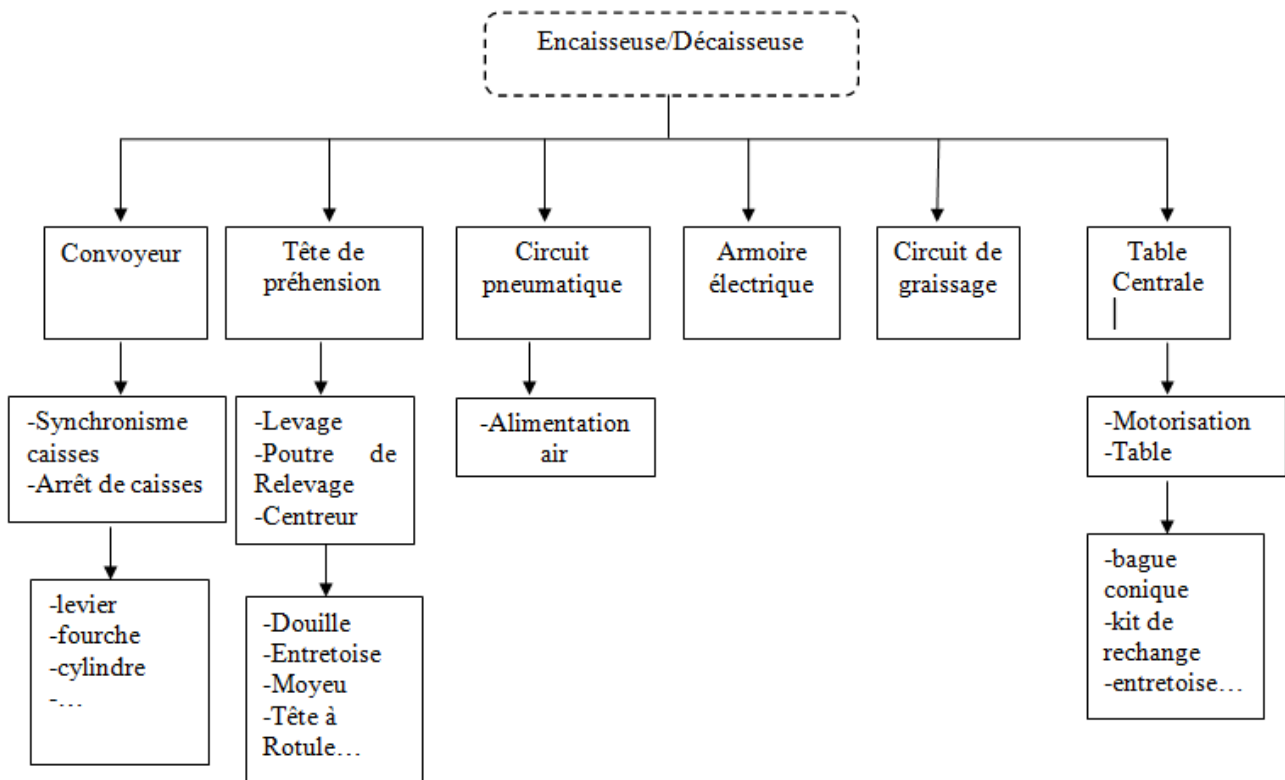 Encaisseuse/Décaisseuse
Convoyeur
Tête de
préhension
Circuit
pneumatique
Armoire
électrique
Circuit de
graissage
Table
Centrale
-Synchronisme
caisses
-Arrêt de caisses
-Levage
-Poutre de
Relevage
-Centreur
-Alimentation
air
-Motorisation
-Table
-levier
-fourche
-cylindre
-…
-Douille
-Entretoise
-Moyeu
-Tête à
Rotule…
-bague
conique
-kit de
rechange
-entretoise…